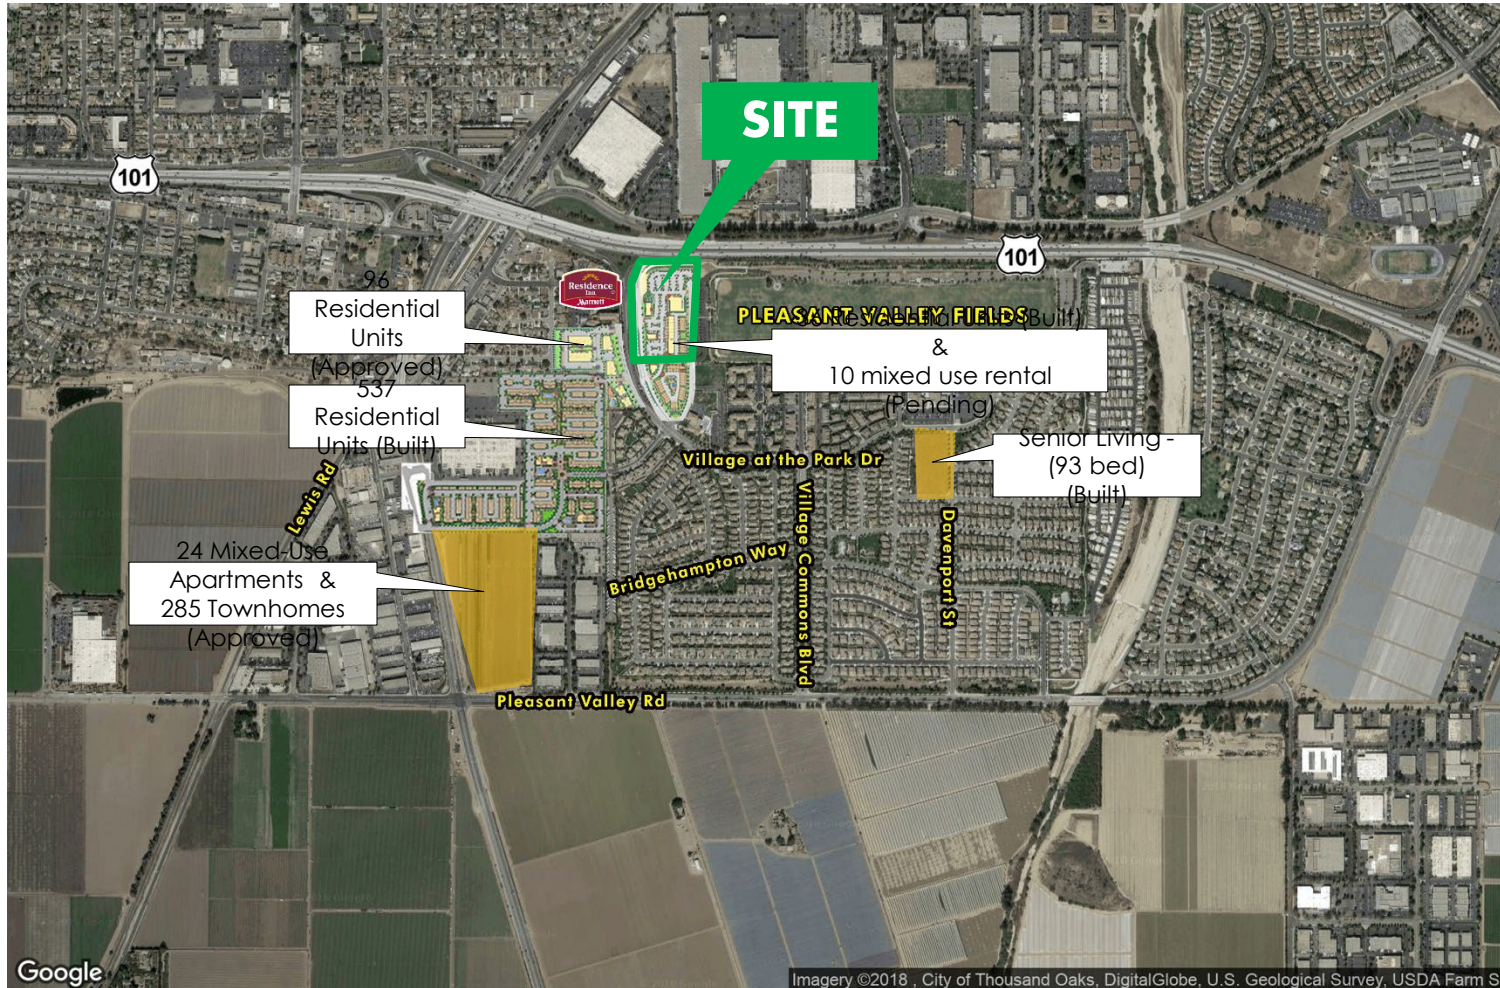 SITE
101
101
Residence
Inn
Marriott
96
Residential
Units
(Approved)
PLEASANT VALLEY FIELDS
Residential Units (Built)
&
10 mixed use rental
(Pending)
537
Residential
Units (Built)
Senior Living -
(93 bed)
(Built)
Village at the Park Dr
Lewis Rd
Village Commons Blvd
Davenport St
Bridgehampton Way
24 Mixed-Use
Apartments &
285 Townhomes
(Approved)
Pleasant Valley Rd
Google
Imagery ©2018 , City of Thousand Oaks, DigitalGlobe, U.S. Geological Survey, USDA Farm S